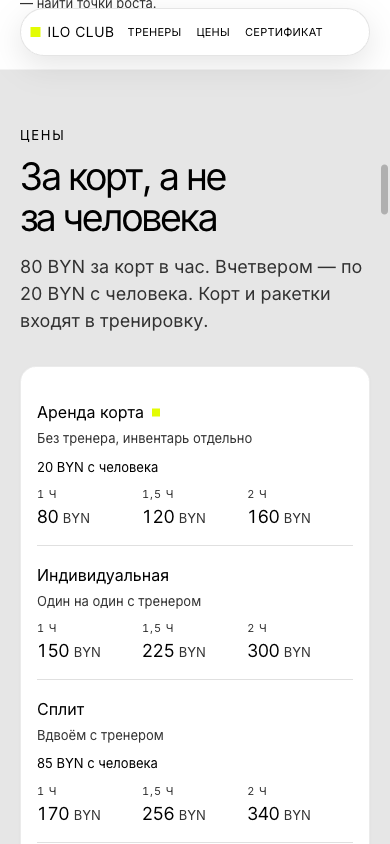 — найти точки роста.
ILO CLUB ТРЕНЕРЫ ЦЕНЫ СЕРТИФИКАТ
ЦЕНЫ
За корт, а не
за человека
80 BYN за корт в час. Вчетвером — по
20 BYN с человека. Корт и ракетки
входят в тренировку.
Аренда корта
Без тренера, инвентарь отдельно
20 BYN с человека
1 Ч 1,5 Ч 2 Ч
80 BYN 120 BYN 160 BYN
Индивидуальная
Один на один с тренером
1 Ч 1,5 Ч 2 Ч
150 BYN 225 BYN 300 BYN
Сплит
Вдвоём с тренером
85 BYN с человека
1 Ч 1,5 Ч 2 Ч
170 BYN 256 BYN 340 BYN